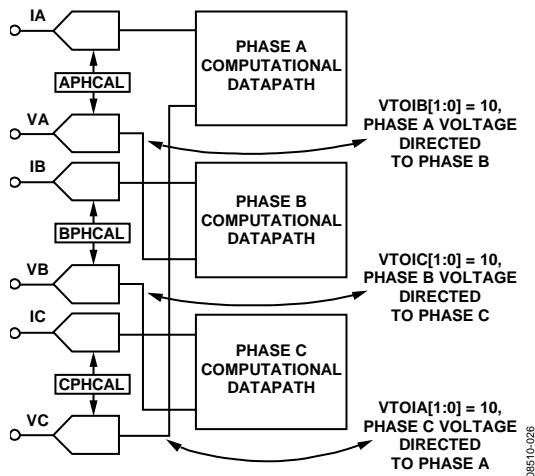 IA
APHCAL
VA
PHASE A
COMPUTATIONAL
DATAPATH
VTOIB[1:0] = 10,
PHASE A VOLTAGE
DIRECTED
TO PHASE B
IB
BPHCAL
VB
PHASE B
COMPUTATIONAL
DATAPATH
VTOIC[1:0] = 10,
PHASE B VOLTAGE
DIRECTED
TO PHASE C
IC
CPHCAL
VC
PHASE C
COMPUTATIONAL
DATAPATH
VTOIA[1:0] = 10,
PHASE C VOLTAGE
DIRECTED
TO PHASE A
08510-026